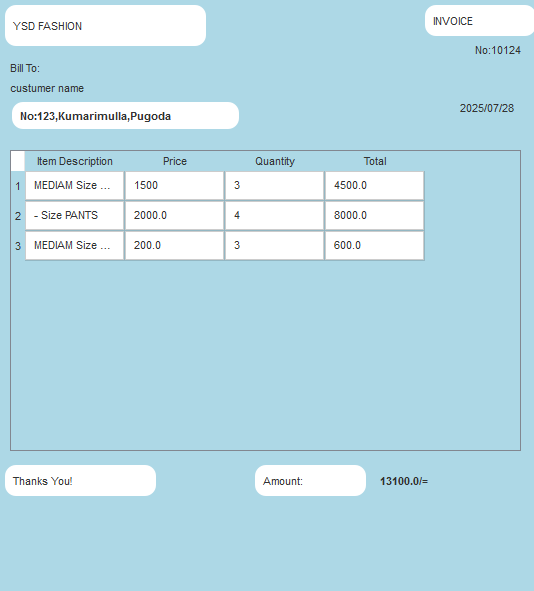 YSD FASHION
INVOICE
No:10124
Bill To:
custumer name
No:123,Kumarimulla,Pugoda
2025/07/28
Item Description Price Quantity Total
1 MEDIAM Size ... 1500 3 4500.0
2 - Size PANTS 2000.0 4 8000.0
3 MEDIAM Size ... 200.0 3 600.0
Thanks You!
Amount: 13100.0/=